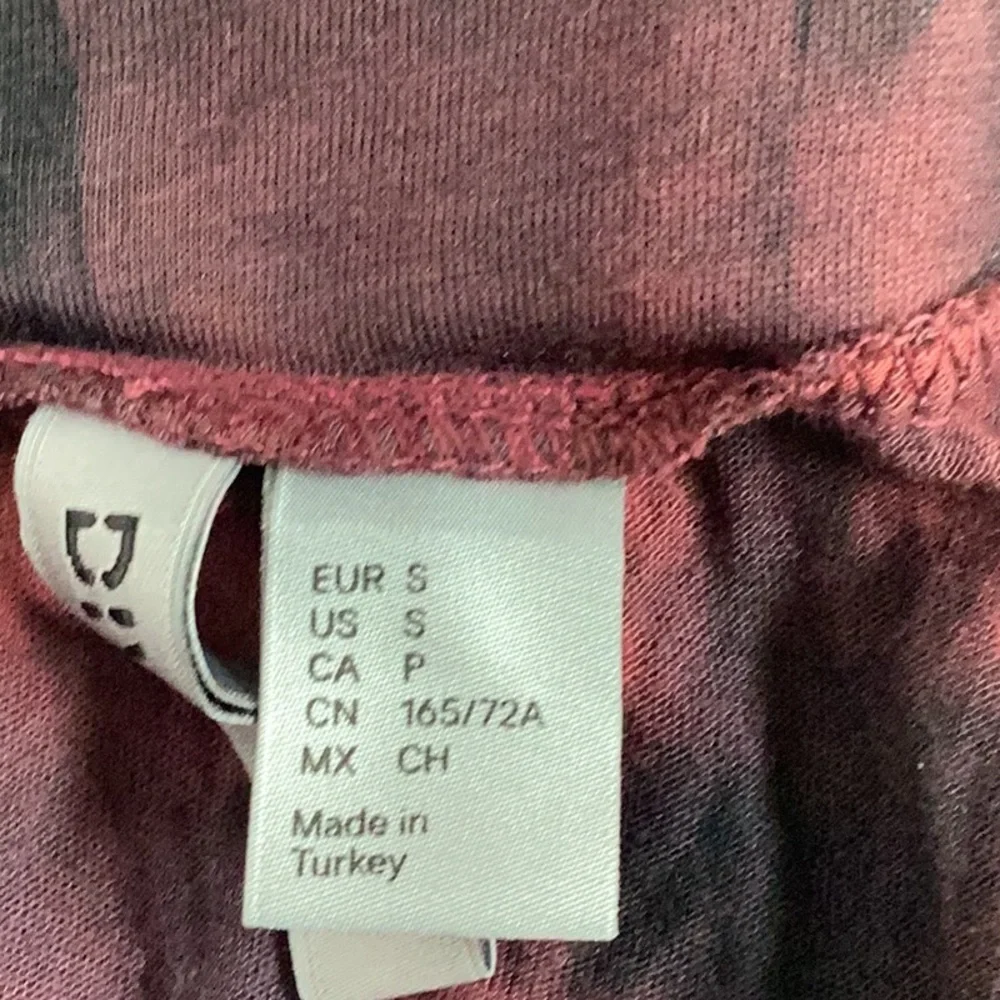 EUR S
US S
CA P
CN 165/72A
MX CH
Made in
Turkey